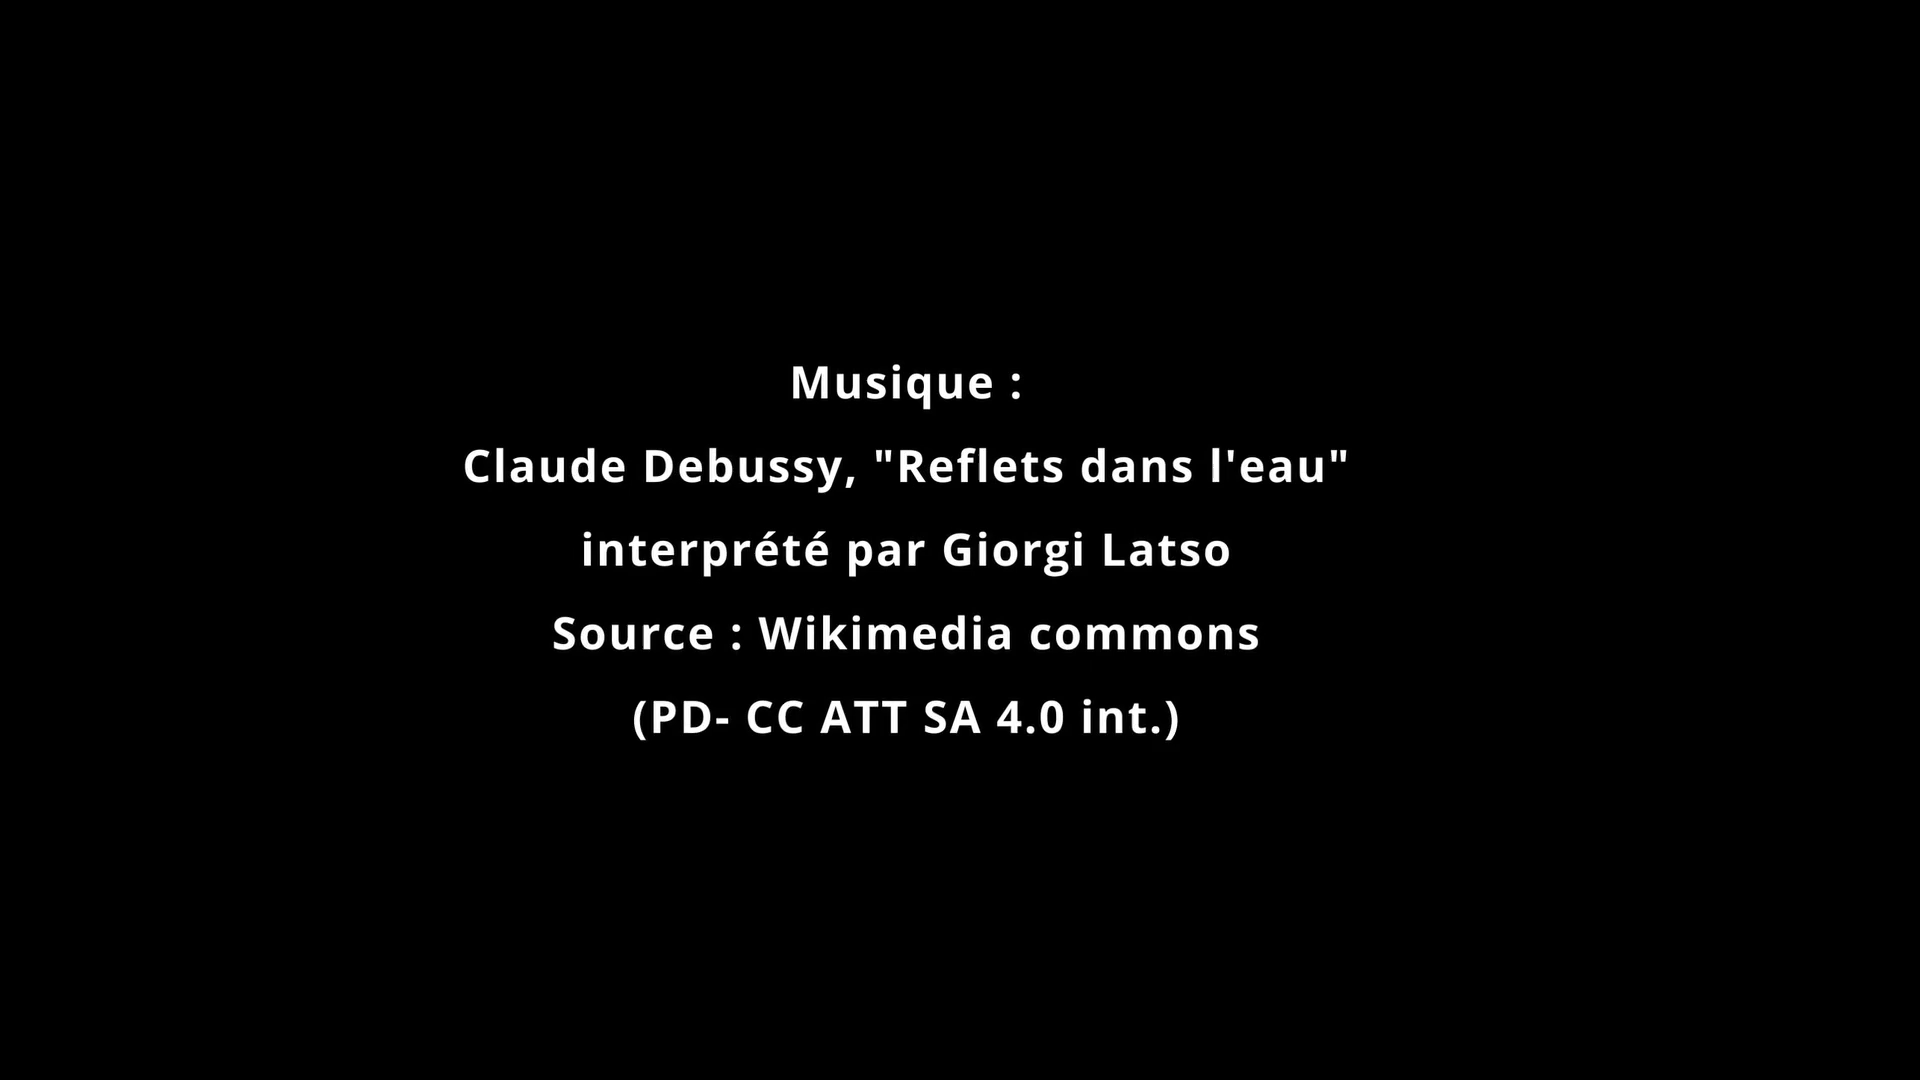 Musique :
Claude Debussy, "Reflets dans l'eau"
interprété par Giorgi Latso
Source : Wikimedia commons
(PD- CC ATT SA 4.0 int.)